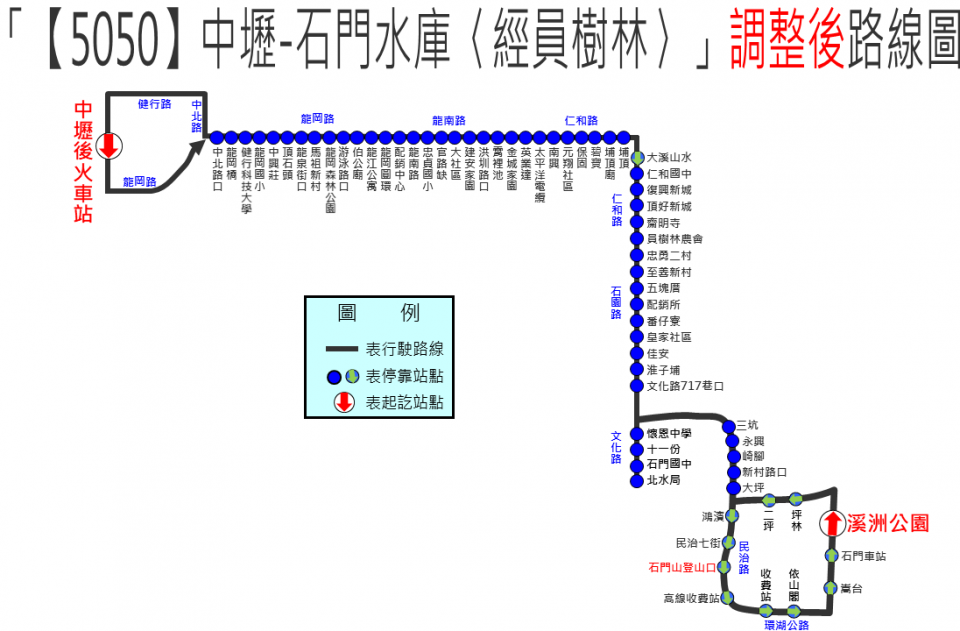 「【5050】中壢-石門水庫〈經員樹林〉」調整後路線圖
中壢後火車站
健行路
中北路
龍岡路
龍岡路
龍南路
仁和路
中北路口
龍岡橋
健行科技大學
龍岡國小
中興莊
頂石頭
龍泉街口
馬祖新村
龍岡森林公園
游泳路口
伯公廟
龍江公寓
龍岡圓環
配銷中心
龍南路
忠貞國小
官路缺
大社區
建安家園
洪圳路口
霄裡池
金城家園
英業達
太平洋電纜
南興
元翔社區
保固
碧寶
埔頂廟
埔頂
大溪山水
仁和國中
復興新城
頂好新城
齋明寺
員樹林農會
忠勇二村
至善新村
五塊厝
配銷所
番仔寮
皇家社區
佳安
淮子埔
文化路717巷口
仁和路
石園路
文化路
懷恩中學
十一份
石門國中
北水局
三坑
永興
崎腳
新村路口
大坪
二坪
坪林
溪洲公園
石門車站
嵩台
依山閣
收費站
環湖公路
民治路
鴻濱
民治七街
石門山登山口
高線收費站
圖 例
表行駛路線
表停靠站點
表起訖站點